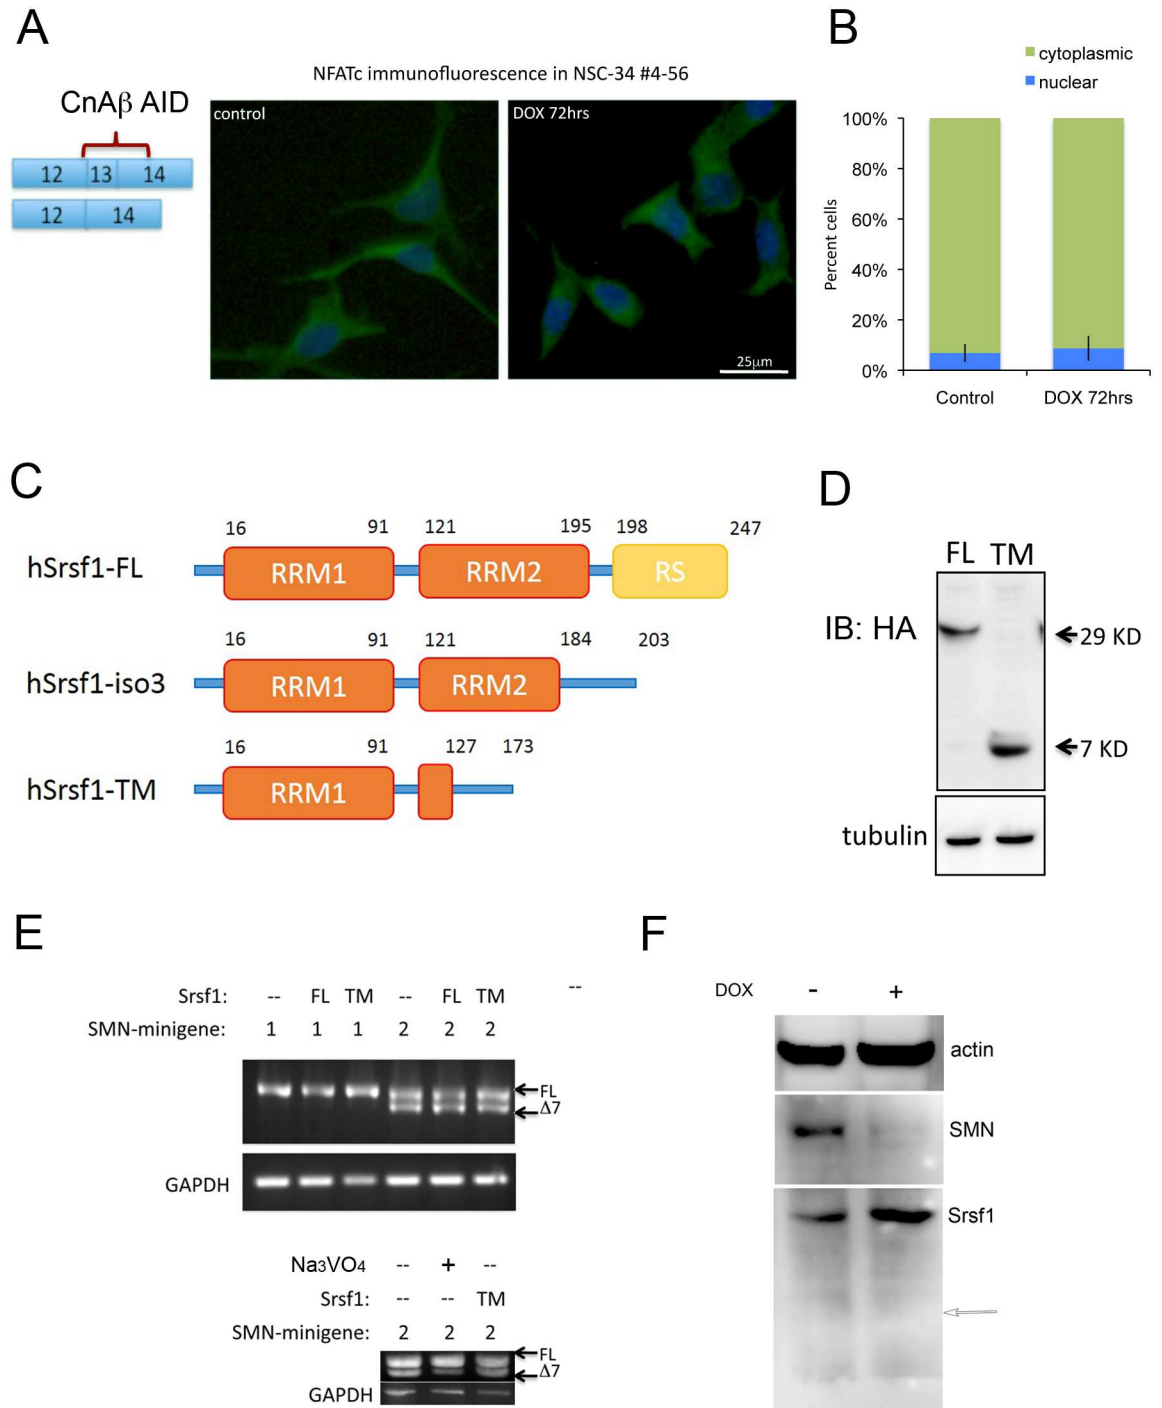 A
NFATc immunofluorescence in NSC-34 #4-56
CnAβ AID
12 13 14
12 14
control
DOX 72hrs
25μm
B
cytoplasmic
nuclear
100%
80%
60%
40%
20%
0%
Percent cells
Control DOX 72hrs
C
16 91 121 195 198 247
hSrsf1-FL RRM1 RRM2 RS
16 91 121 184 203
hSrsf1-iso3 RRM1 RRM2
16 91 127 173
hSrsf1-TM RRM1
D
FL TM
IB: HA
29 KD
7 KD
tubulin
E
Srsf1: -- FL TM -- FL TM --
SMN-minigene: 1 1 1 2 2 2
FL
Δ7
GAPDH
Na3VO4 -- + --
Srsf1: -- -- TM
SMN-minigene: 2 2 2
FL
Δ7
GAPDH
F
DOX - +
actin
SMN
Srsf1